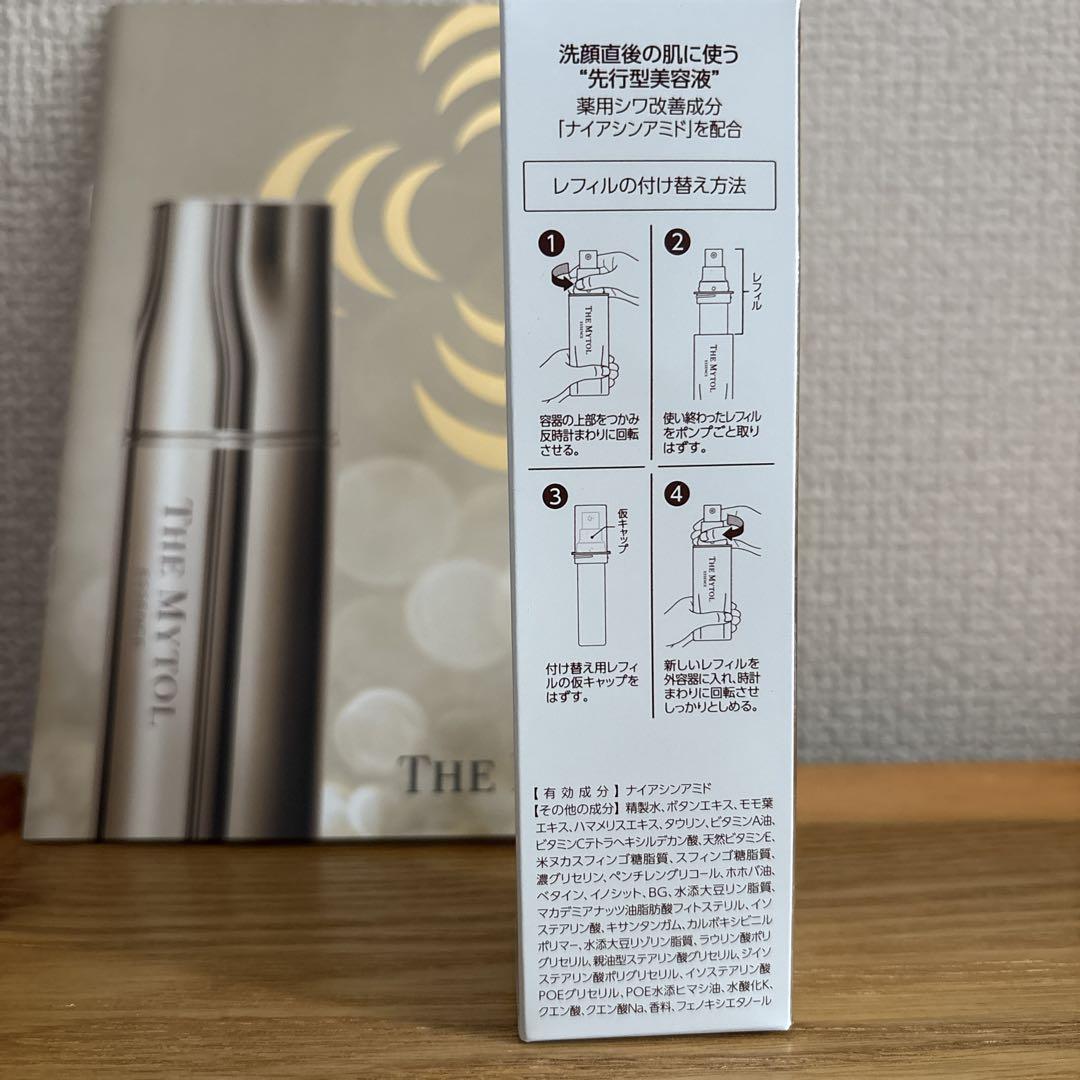 洗顔直後の肌に使う
“先行型美容液”
薬用シワ改善成分
「ナイアシンアミド」を配合
レフィルの付け替え方法
1
THE MYTOL
ESSENCE
容器の上部をつかみ
反時計まわりに回転
させる。
2
レフィル
THE MYTOL
ESSENCE
使い終わったレフィル
をポンプごと取り
はずす。
3
仮キャップ
付け替え用レフィ
ルの仮キャップを
はずす。
4
THE MYTOL
ESSENCE
新しいレフィルを
外容器に入れ、時計
まわりに回転させ
しっかりとしめる。
【有効成分】ナイアシンアミド
【その他の成分】精製水、ボタンエキス、モモ葉
エキス、ハマメリスエキス、タウリン、ビタミンA油、
ビタミンCテトラヘキシルデカン酸、天然ビタミンE、
米ヌカスフィンゴ糖脂質、スフィンゴ糖脂質、
濃グリセリン、ペンチレングリコール、ホホバ油、
ベタイン、イノシット、BG、水添大豆リン脂質、
マカデミアナッツ油脂肪酸フィトステリル、イソ
ステアリン酸、キサンタンガム、カルボキシビニル
ポリマー、水添大豆リゾリン脂質、ラウリン酸ポリ
グリセリル、親油型ステアリン酸グリセリル、ジイソ
ステアリン酸ポリグリセリル、イソステアリン酸
POEグリセリル、POE水添ヒマシ油、水酸化K、
クエン酸、クエン酸Na、香料、フェノキシエタノール
THE MYTOL
ESSENCE
THE